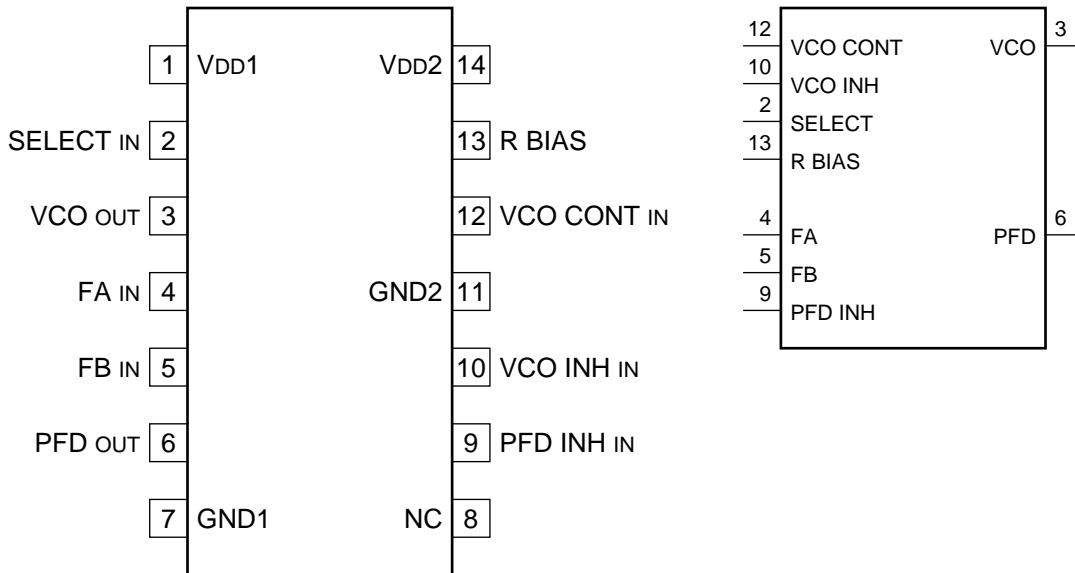 1 VDD1 VDD2 14
SELECT IN 2 13 R BIAS
VCO OUT 3 12 VCO CONT IN
FA IN 4 GND2 11
FB IN 5 10 VCO INH IN
PFD OUT 6 9 PFD INH IN
7 GND1 NC 8
12 VCO CONT VCO 3
10 VCO INH
2 SELECT
13 R BIAS
4 FA PFD 6
5 FB
9 PFD INH